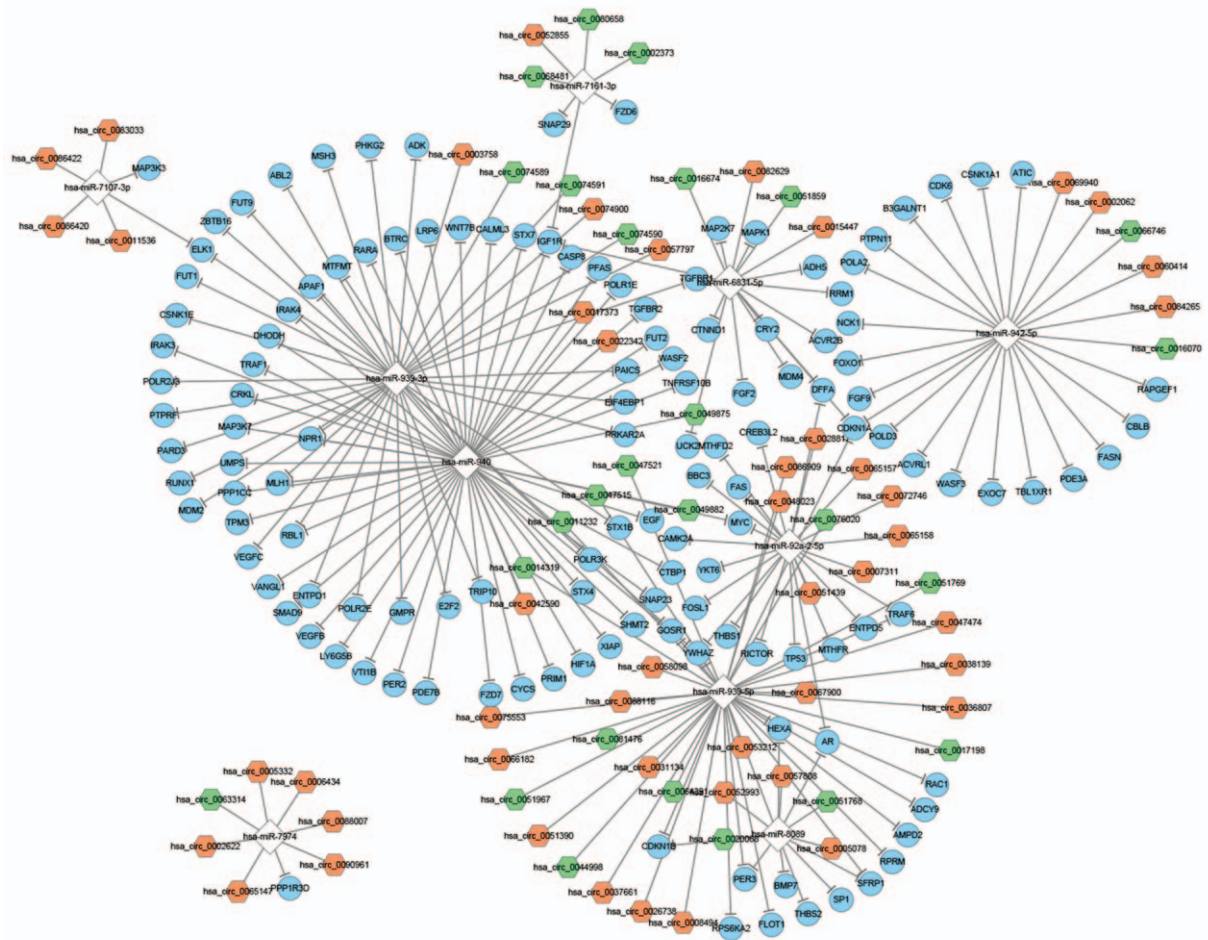 hsa_circ_0080658
hsa_circ_0052855
hsa_circ_0002373
hsa_circ_0068481
hsa-miR-7161-3p
FZD6
SNAP29
hsa_circ_0083033
hsa_circ_0086422
MAP3K3
hsa-miR-7107-3p
hsa_circ_0086420
hsa_circ_0011536
ELK1
PHKG2
ADK
hsa_circ_0003758
MSH3
hsa_circ_0074589
ABL2
hsa_circ_0074591
FUT9
hsa_circ_0074900
ZBTB16
hsa_circ_0074590
RARA
BTRC
LRP6
WNT7B
CALML3
STX7
IGF1R
hsa_circ_0057797
CASP8
FUT1
MTFMT
PFAS
APAF1
POLR1E
CSNK1E
IRAK4
hsa_circ_0017373
TGFBR2
IRAK3
DHODH
hsa_circ_0022342
FUT2
TRAF1
WASF2
POLR2J3
hsa-miR-939-3p
PAICS
TNFRSF10B
CRKL
EIF4EBP1
PTPRF
hsa_circ_0049875
MAP3K7
PRKAR2A
PARD3
NPR1
UMPS
hsa-miR-940
RUNX1
PPP1CC
MLH1
MDM2
TPM3
RBL1
VEGFC
VANGL1
SMAD9
ENTPD1
VEGFB
POLR2E
LY6G5B
GMPR
VTI1B
E2F2
PER2
PDE7B
TRIP10
FZD7
CYCS
PRIM1
HIF1A
XIAP
SHMT2
STX4
hsa_circ_0042590
hsa_circ_0014319
hsa_circ_0011232
hsa_circ_0047515
hsa_circ_0047521
EGF
STX1B
POLR3K
CTBP1
SNAP23
GOSR1
YWHAZ
FOSL1
hsa_circ_0016674
hsa_circ_0082629
hsa_circ_0051859
MAP2K7
MAPK1
hsa_circ_0015447
TGFBR1
ADH5
hsa-miR-6831-5p
RRM1
CTNND1
CRY2
ACVR2B
FGF2
MDM4
DFFA
UCK2
MTHFD2
CREB3L2
hsa_circ_0002881
CDKN1A
BBC3
hsa_circ_0086909
hsa_circ_0065157
FAS
hsa_circ_0048023
hsa_circ_0072746
hsa_circ_0049882
MYC
hsa_circ_0076020
CAMK2A
hsa-miR-92a-2-5p
hsa_circ_0065158
YKT6
hsa_circ_0007311
hsa_circ_0051439
hsa_circ_0051769
TRAF6
ENTPD5
hsa_circ_0047474
THBS1
RICTOR
TP53
MTHFR
CSNK1A1
ATIC
hsa_circ_0069940
CDK6
hsa_circ_0002062
B3GALNT1
hsa_circ_0066746
PTPN11
POLA2
hsa_circ_0060414
hsa_circ_0084265
NCK1
hsa-miR-942-5p
hsa_circ_0016070
FOXO1
RAPGEF1
FGF9
CBLB
POLD3
FASN
ACVRL1
PDE3A
WASF3
TBL1XR1
EXOC7
hsa_circ_0058098
hsa_circ_0038139
hsa-miR-939-5p
hsa_circ_0067900
hsa_circ_0088116
hsa_circ_0036807
hsa_circ_0075553
HEXA
AR
hsa_circ_0081476
hsa_circ_0053212
hsa_circ_0017198
hsa_circ_0066182
hsa_circ_0031134
hsa_circ_0057808
RAC1
hsa_circ_0052993
hsa_circ_0051967
hsa_circ_0051768
ADCY9
hsa_circ_0051390
hsa-miR-8089
AMPD2
CDKN1B
hsa_circ_0020068
hsa_circ_0005078
RPRM
hsa_circ_0044998
PER3
SFRP1
hsa_circ_0037661
BMP7
SP1
hsa_circ_0026738
THBS2
hsa_circ_0008494
RPS6KA2
FLOT1
hsa_circ_0005332
hsa_circ_0006434
hsa_circ_0063314
hsa_circ_0088007
hsa-miR-7974
hsa_circ_0002622
hsa_circ_0090961
hsa_circ_0065147
PPP1R3D